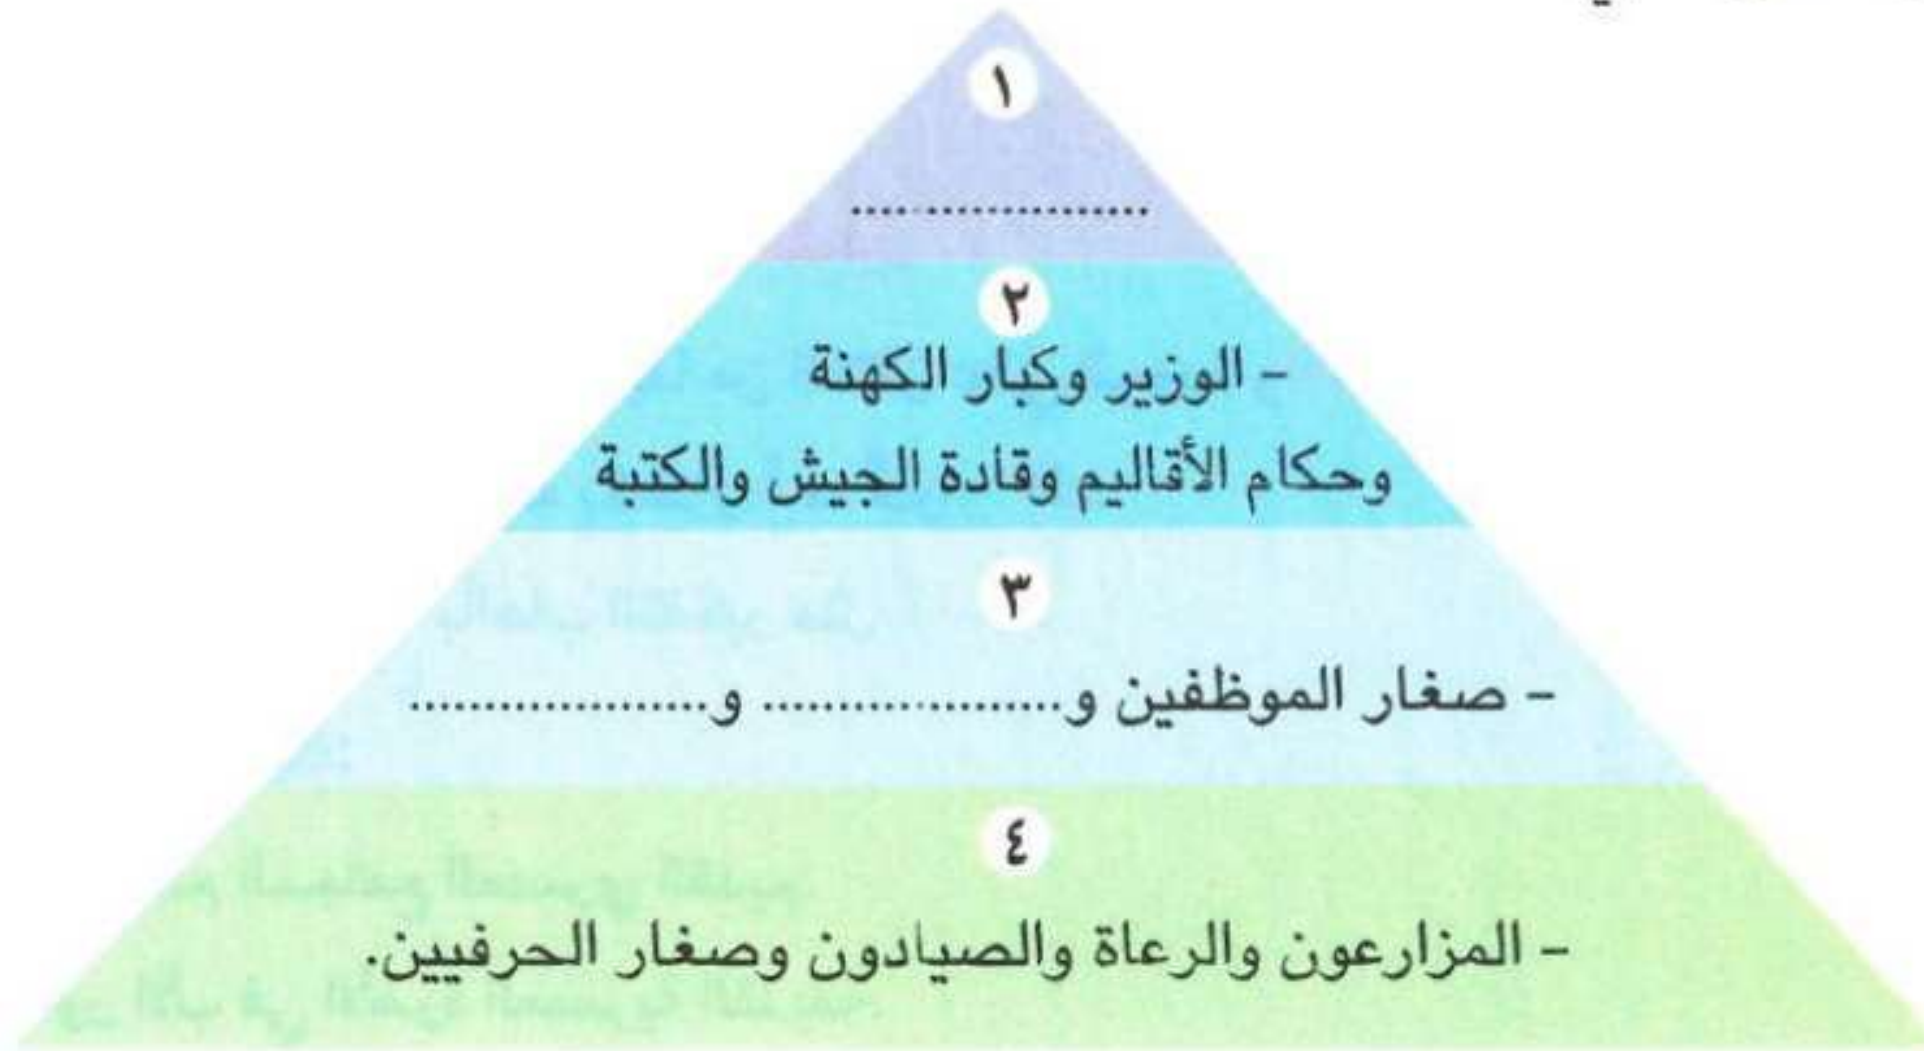 ١
....................
٢
- الوزير وكبار الكهنة
وحكام الأقاليم وقادة الجيش والكتبة
٣
- صغار الموظفين و.................... و....................
٤
- المزارعون والرعاة والصيادون وصغار الحرفيين.